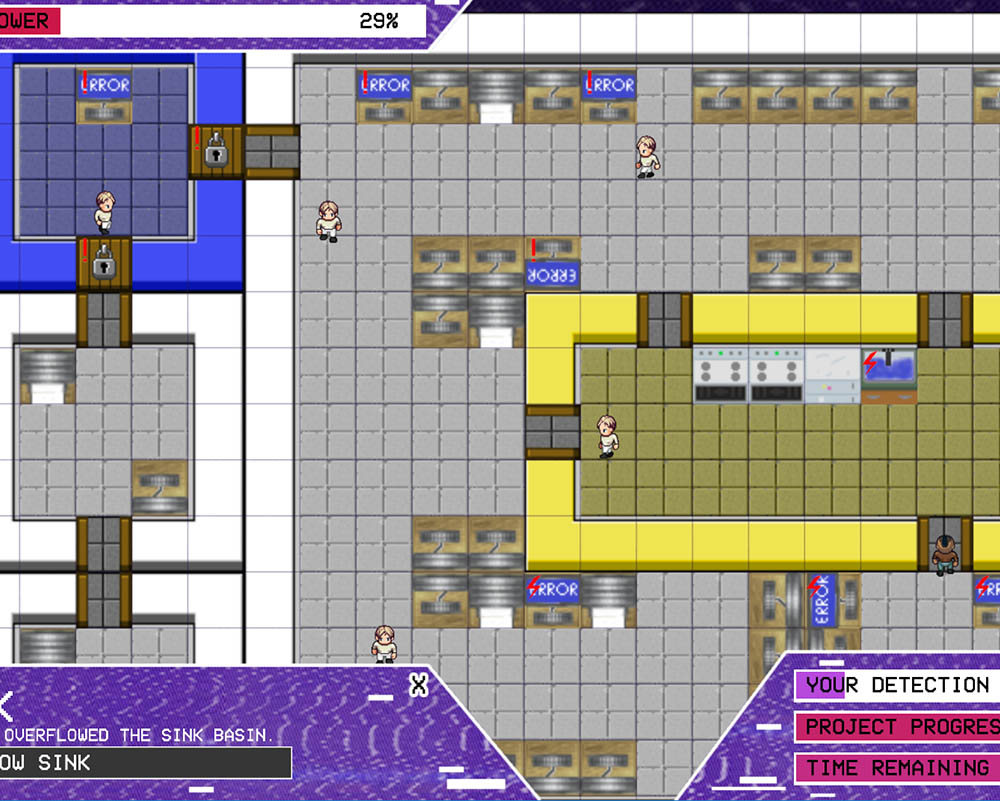 OWER
29%
ERROR
ERROR
ERROR
ERROR
ERROR
ERROR
ERR
X
K
OVERFLOWED THE SINK BASIN.
OW SINK
YOUR DETECTION
PROJECT PROGRES
TIME REMAINING